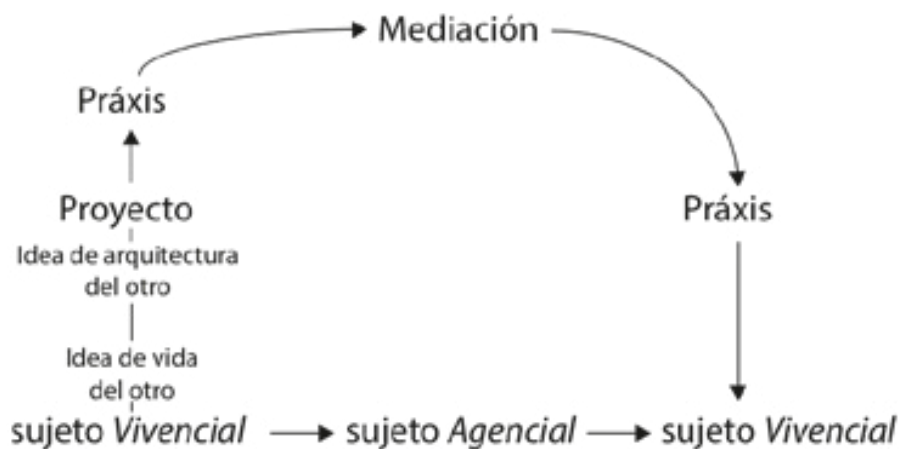 Mediación
Práxis
Proyecto
Práxis
Idea de arquitectura
del otro
Idea de vida
del otro
sujeto Vivencial
sujeto Agencial
sujeto Vivencial